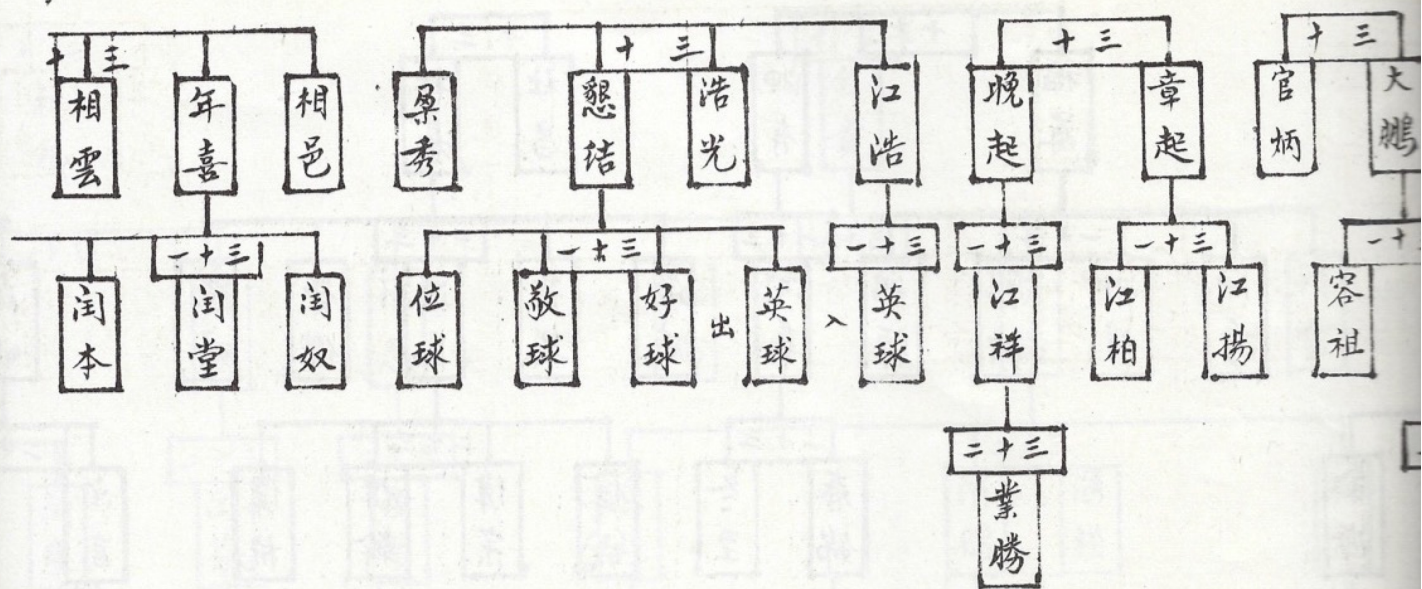 三十
大鵬
官炳
三十
章起
晚起
三十
江浩
浩光
懇结
秀
三十
相邑
年喜
相雲
十一
容祖
三十一
江揚
江柏
三十一
江祥
三十一
英球
入
三十一
英球
出
好球
敬球
位球
三十一
闰奴
闰堂
闰本
三十二
業勝